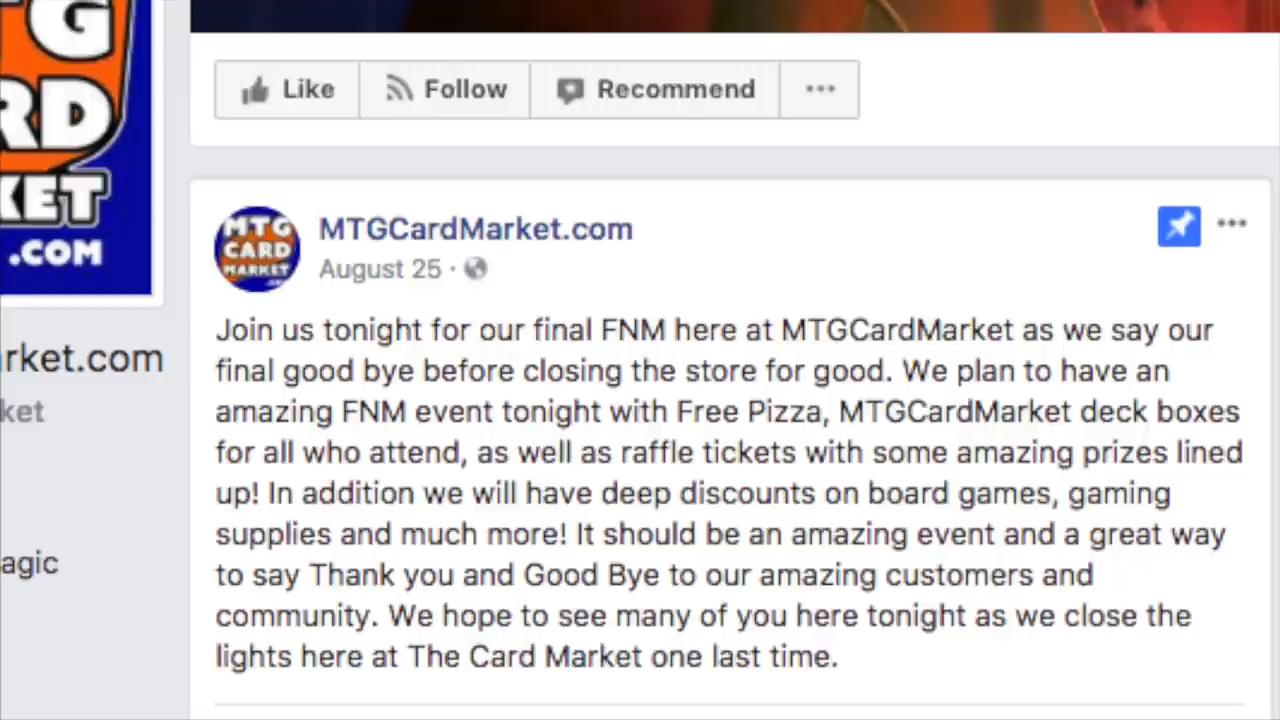 TG
RD
KET
.COM
Like
Follow
Recommend
MTG
CARD
MARKET
MTGCardMarket.com
August 25 ·
rket.com
ket
agic
Join us tonight for our final FNM here at MTGCardMarket as we say our
final good bye before closing the store for good. We plan to have an
amazing FNM event tonight with Free Pizza, MTGCardMarket deck boxes
for all who attend, as well as raffle tickets with some amazing prizes lined
up! In addition we will have deep discounts on board games, gaming
supplies and much more! It should be an amazing event and a great way
to say Thank you and Good Bye to our amazing customers and
community. We hope to see many of you here tonight as we close the
lights here at The Card Market one last time.